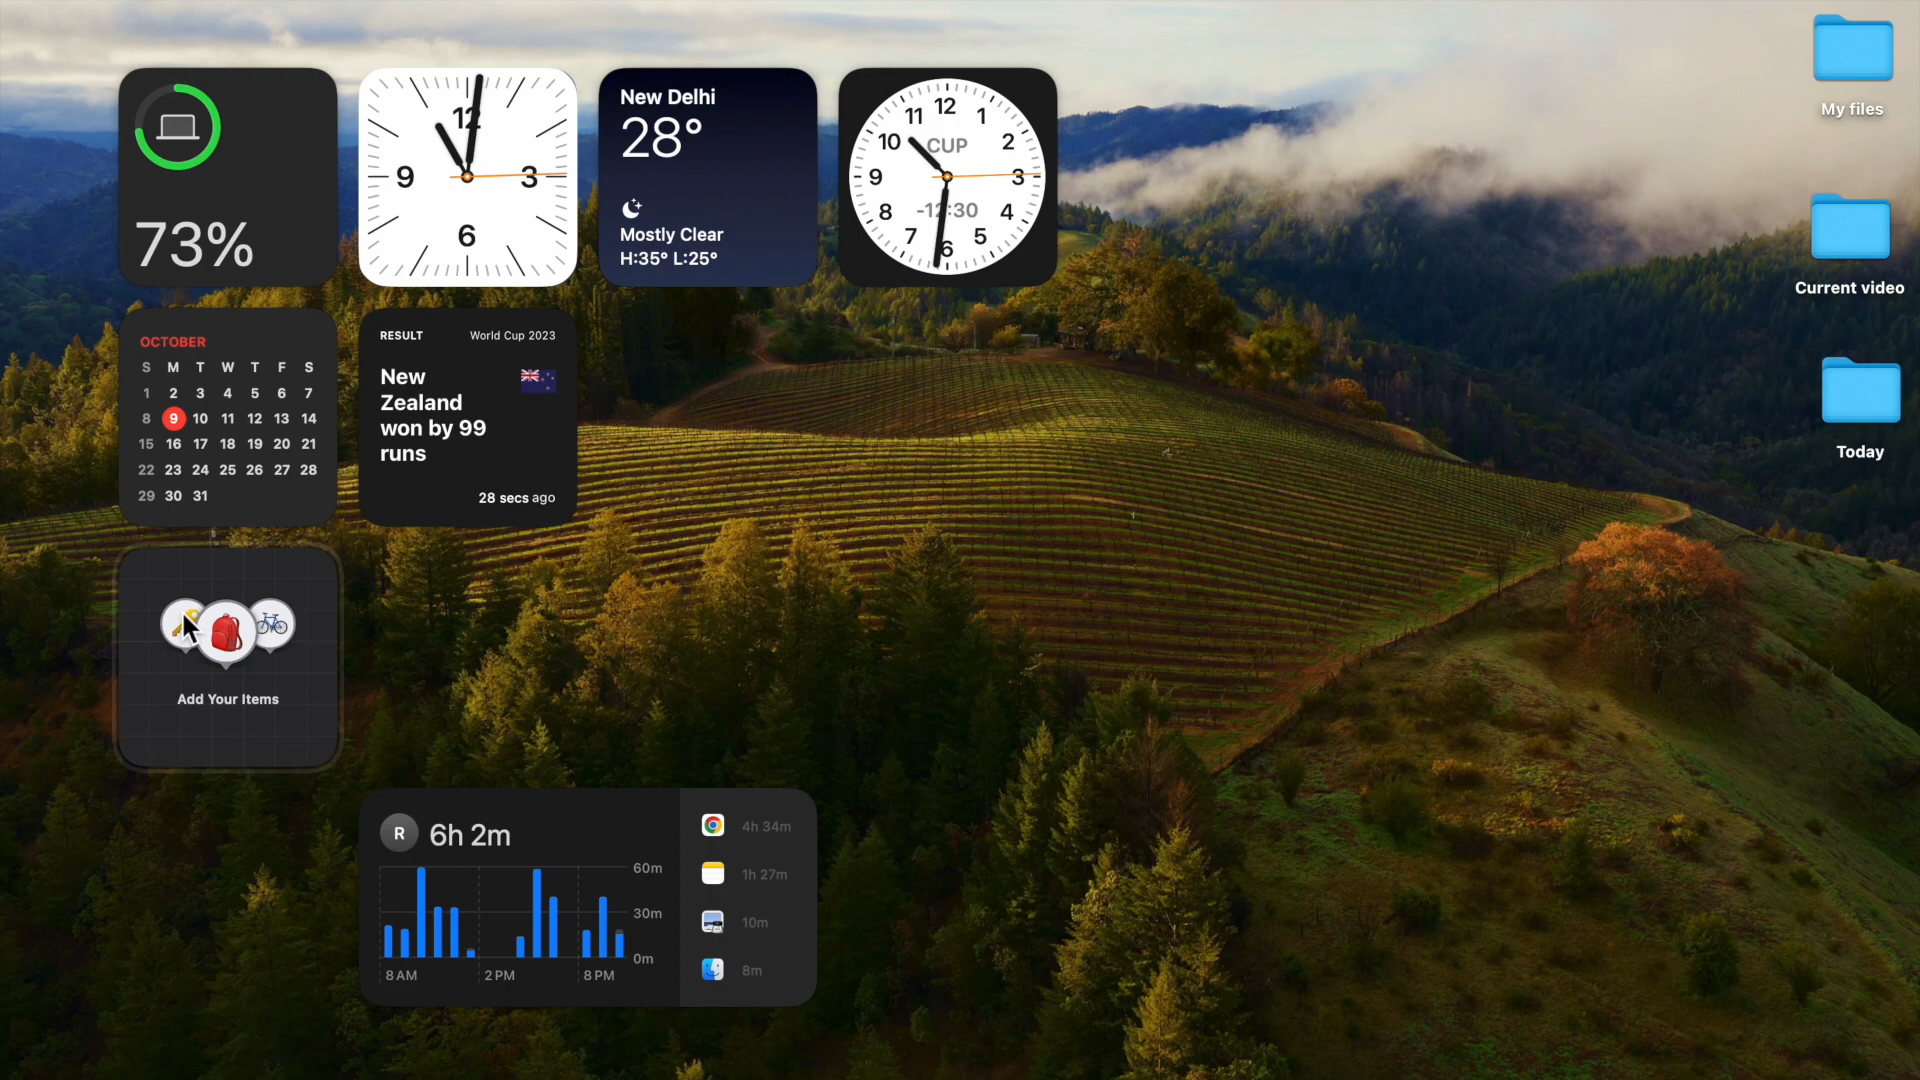 73%
12
3
6
9
New Delhi
28°
Mostly Clear
H:35° L:25°
12
1
2
3
4
5
6
7
8
9
10
11
CUP
-12:30
OCTOBER
S M T W T F S
1 2 3 4 5 6 7
8 9 10 11 12 13 14
15 16 17 18 19 20 21
22 23 24 25 26 27 28
29 30 31
RESULT World Cup 2023
New
Zealand
won by 99
runs
28 secs ago
Add Your Items
R 6h 2m
60m
30m
0m
8 AM 2 PM 8 PM
4h 34m
1h 27m
10m
8m
My files
Current video
Today